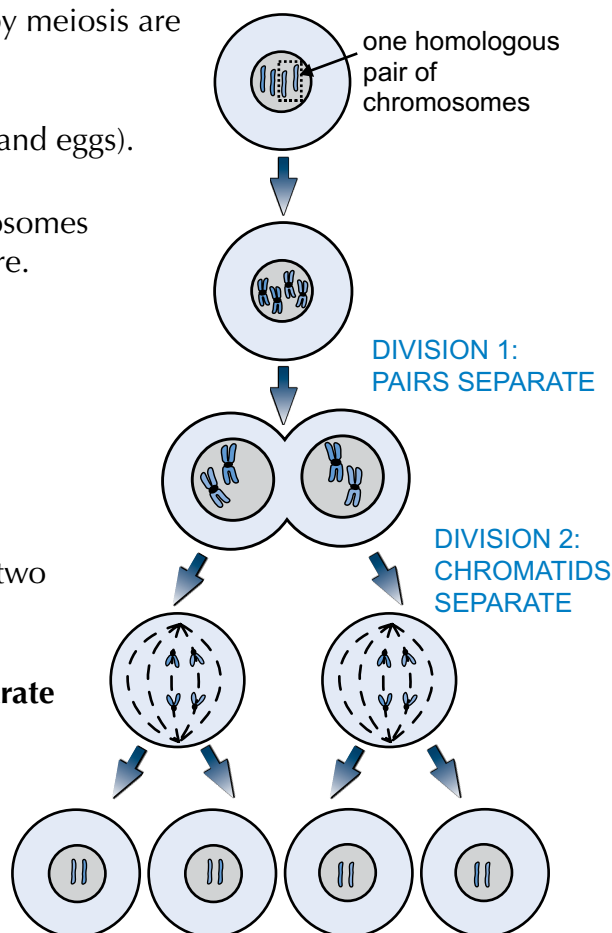 by meiosis are
one homologous
pair of
chromosomes
and eggs).
osomes
re.
DIVISION 1:
PAIRS SEPARATE
DIVISION 2:
CHROMATIDS
SEPARATE
two
rate